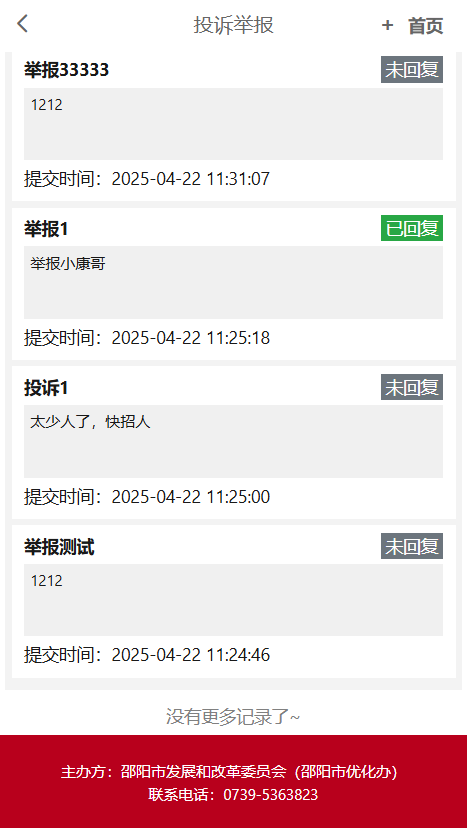 投诉举报
+ 首页
举报33333 未回复
1212
提交时间：2025-04-22 11:31:07
举报1 已回复
举报小康哥
提交时间：2025-04-22 11:25:18
投诉1 未回复
太少人了，快招人
提交时间：2025-04-22 11:25:00
举报测试 未回复
1212
提交时间：2025-04-22 11:24:46
没有更多记录了~
主办方：邵阳市发展和改革委员会（邵阳市优化办）
联系电话：0739-5363823